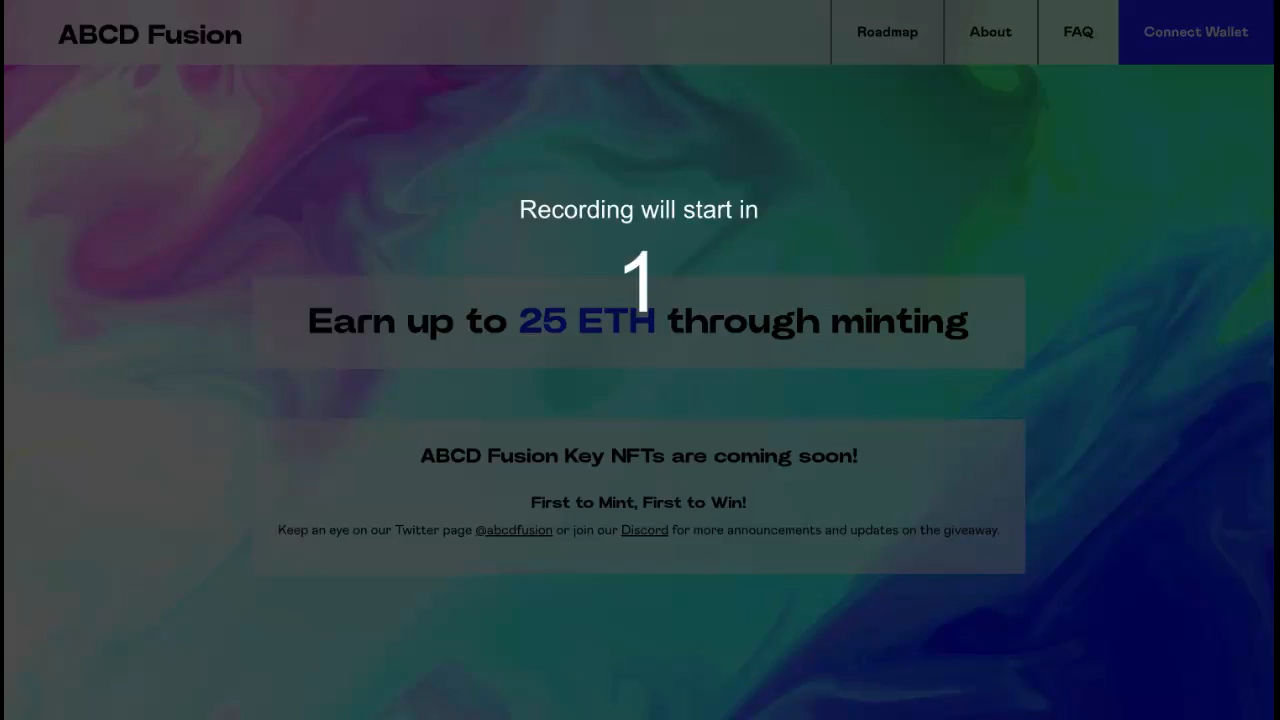 ABCD Fusion
Roadmap
About
FAQ
Connect Wallet
Recording will start in
1
Earn up to 25 ETH through minting
ABCD Fusion Key NFTs are coming soon!
First to Mint, First to Win!
Keep an eye on our Twitter page @abcdfusion or join our Discord for more announcements and updates on the giveaway.